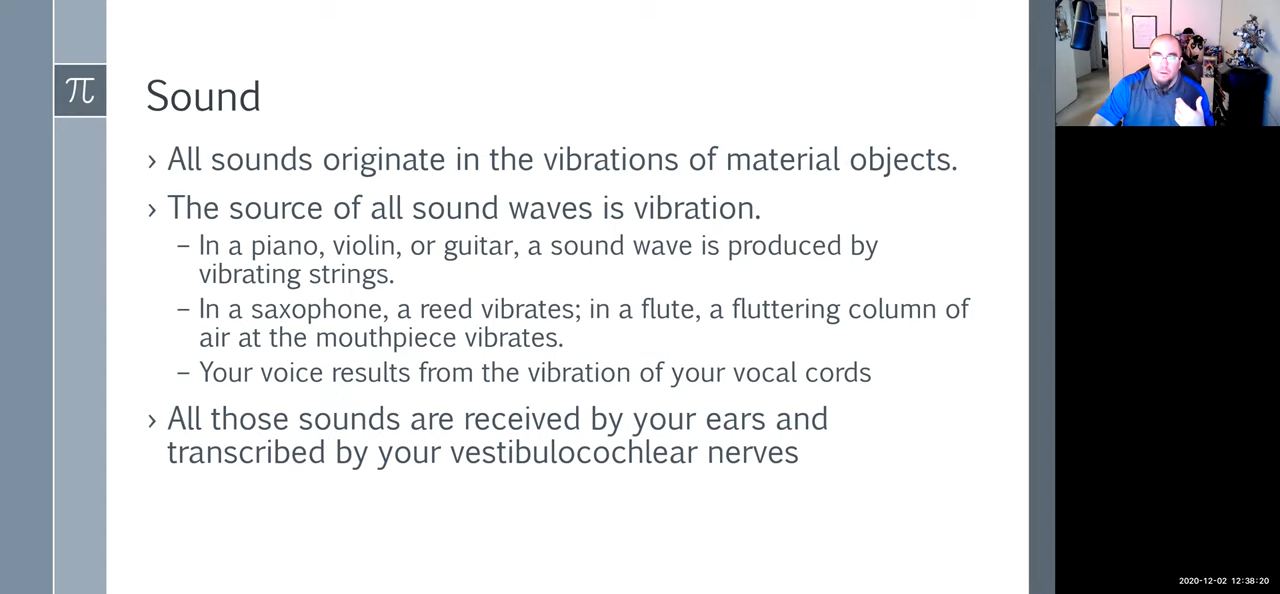 π
Sound
› All sounds originate in the vibrations of material objects.
› The source of all sound waves is vibration.
– In a piano, violin, or guitar, a sound wave is produced by
vibrating strings.
– In a saxophone, a reed vibrates; in a flute, a fluttering column of
air at the mouthpiece vibrates.
– Your voice results from the vibration of your vocal cords
› All those sounds are received by your ears and
transcribed by your vestibulocochlear nerves
2020-12-02 12:38:20